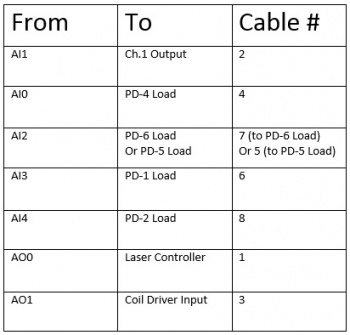 From To Cable #
AI1 Ch.1 Output 2
AI0 PD-4 Load 4
AI2 PD-6 Load 7 (to PD-6 Load)
Or PD-5 Load Or 5 (to PD-5 Load)
AI3 PD-1 Load 6
AI4 PD-2 Load 8
AO0 Laser Controller 1
AO1 Coil Driver Input 3